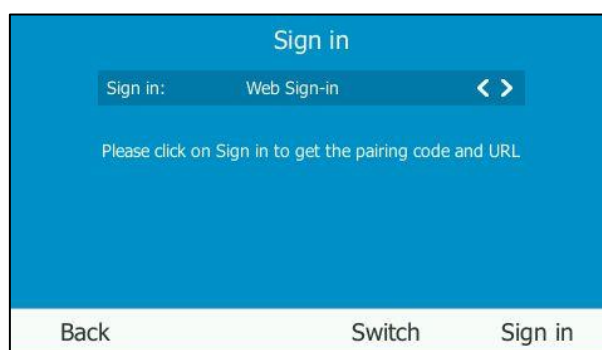 Sign in
Sign in: Web Sign-in
Please click on Sign in to get the pairing code and URL
Back Switch Sign in